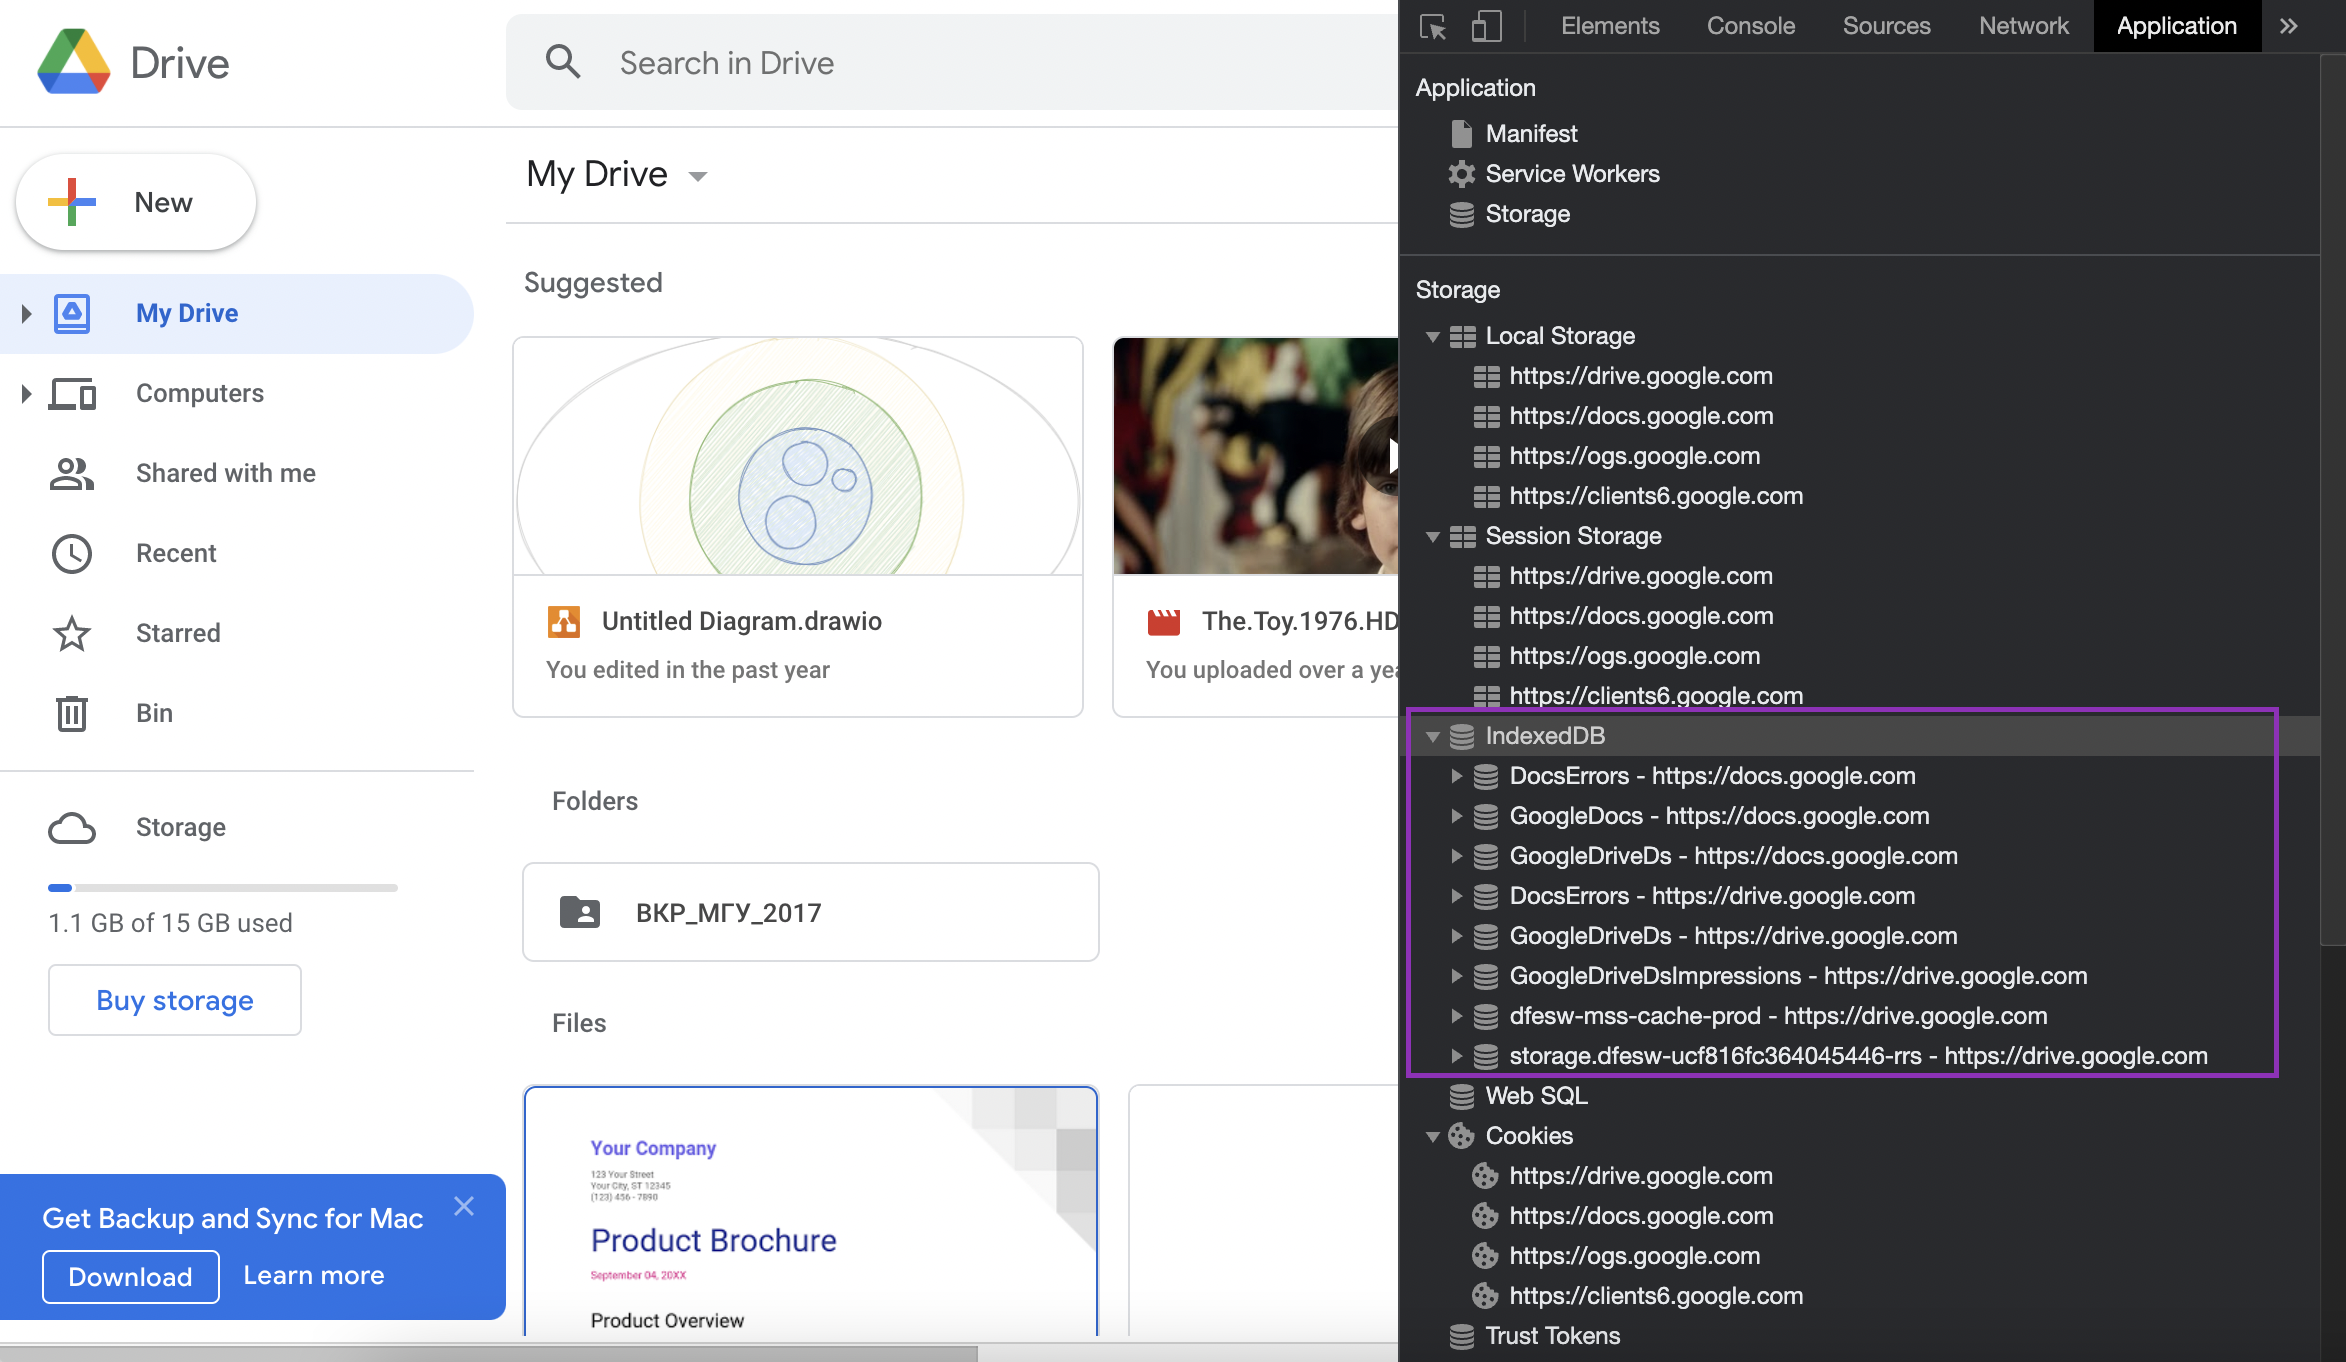 Drive
Search in Drive
New
My Drive
Computers
Shared with me
Recent
Starred
Bin
Storage
1.1 GB of 15 GB used
Buy storage
Get Backup and Sync for Mac
Download
Learn more
My Drive
Suggested
Untitled Diagram.drawio
You edited in the past year
The.Toy.1976.HD
You uploaded over a yea
Folders
ВКР_МГУ_2017
Files
Your Company
123 Your Street
Your City, ST 12345
(123) 456 - 7890
Product Brochure
September 04, 20XX
Product Overview
Elements Console Sources Network Application
Application
Manifest
Service Workers
Storage
Storage
Local Storage
https://drive.google.com
https://docs.google.com
https://ogs.google.com
https://clients6.google.com
Session Storage
https://drive.google.com
https://docs.google.com
https://ogs.google.com
https://clients6.google.com
IndexedDB
DocsErrors - https://docs.google.com
GoogleDocs - https://docs.google.com
GoogleDriveDs - https://docs.google.com
DocsErrors - https://drive.google.com
GoogleDriveDs - https://drive.google.com
GoogleDriveDsImpressions - https://drive.google.com
dfesw-mss-cache-prod - https://drive.google.com
storage.dfesw-ucf816fc364045446-rrs - https://drive.google.com
Web SQL
Cookies
https://drive.google.com
https://docs.google.com
https://ogs.google.com
https://clients6.google.com
Trust Tokens